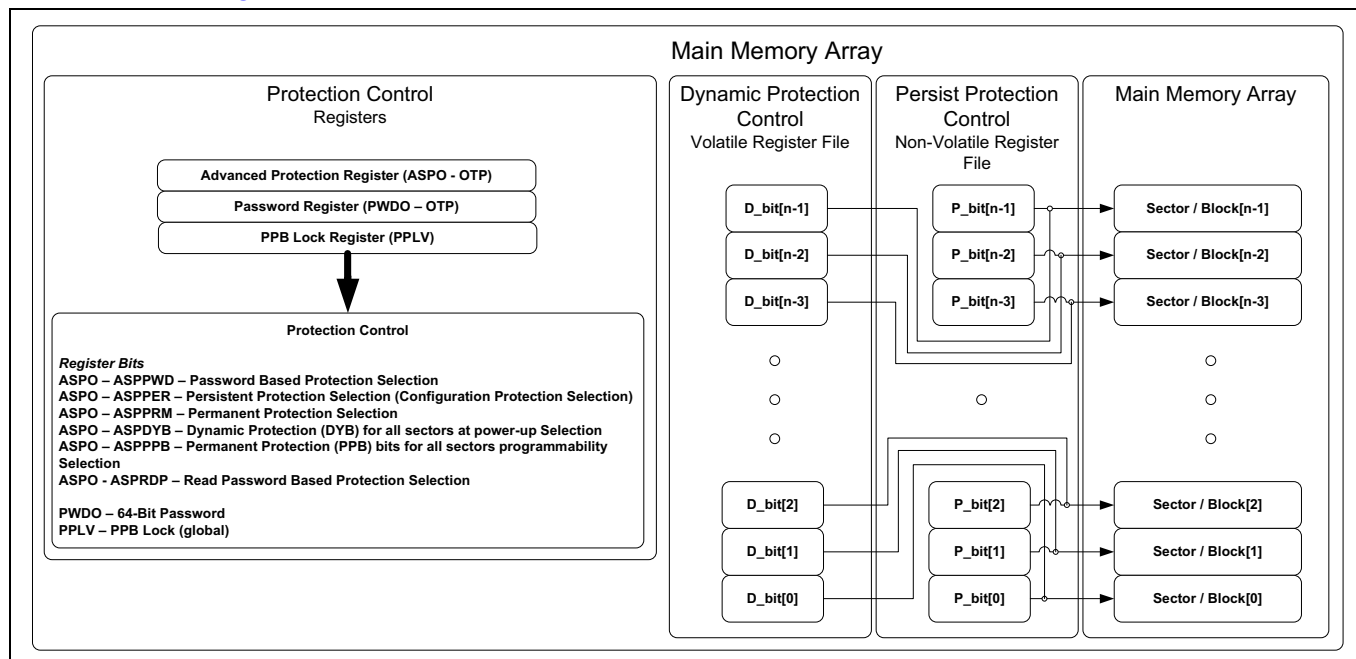 Main Memory Array
Protection Control
Registers
Advanced Protection Register (ASPO - OTP)
Password Register (PWDO – OTP)
PPB Lock Register (PPLV)
Protection Control
Register Bits
ASPO – ASPPWD – Password Based Protection Selection
ASPO – ASPPER – Persistent Protection Selection (Configuration Protection Selection)
ASPO – ASPPRM – Permanent Protection Selection
ASPO – ASPDYB – Dynamic Protection (DYB) for all sectors at power-up Selection
ASPO – ASPPPB – Permanent Protection (PPB) bits for all sectors programmability
Selection
ASPO - ASPRDP – Read Password Based Protection Selection
PWDO – 64-Bit Password
PPLV – PPB Lock (global)
Dynamic Protection
Control
Volatile Register File
D_bit[n-1]
D_bit[n-2]
D_bit[n-3]
D_bit[2]
D_bit[1]
D_bit[0]
Persist Protection
Control
Non-Volatile Register
File
P_bit[n-1]
P_bit[n-2]
P_bit[n-3]
P_bit[2]
P_bit[1]
P_bit[0]
Main Memory Array
Sector / Block[n-1]
Sector / Block[n-2]
Sector / Block[n-3]
Sector / Block[2]
Sector / Block[1]
Sector / Block[0]